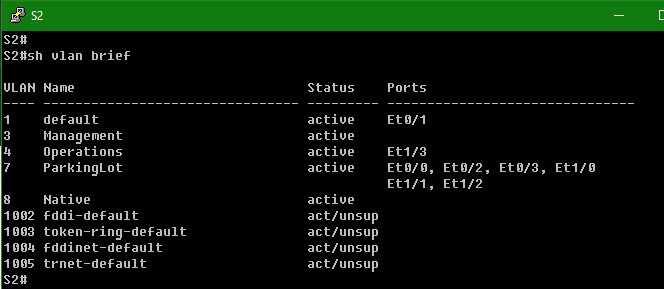 S2
S2#
S2#sh vlan brief
VLAN Name                             Status    Ports
---- -------------------------------- --------- -------------------------------
1    default                          active    Et0/1
3    Management                       active
4    Operations                       active    Et1/3
7    ParkingLot                       active    Et0/0, Et0/2, Et0/3, Et1/0
                                                Et1/1, Et1/2
8    Native                           active
1002 fddi-default                     act/unsup
1003 token-ring-default               act/unsup
1004 fddinet-default                  act/unsup
1005 trnet-default                    act/unsup
S2#